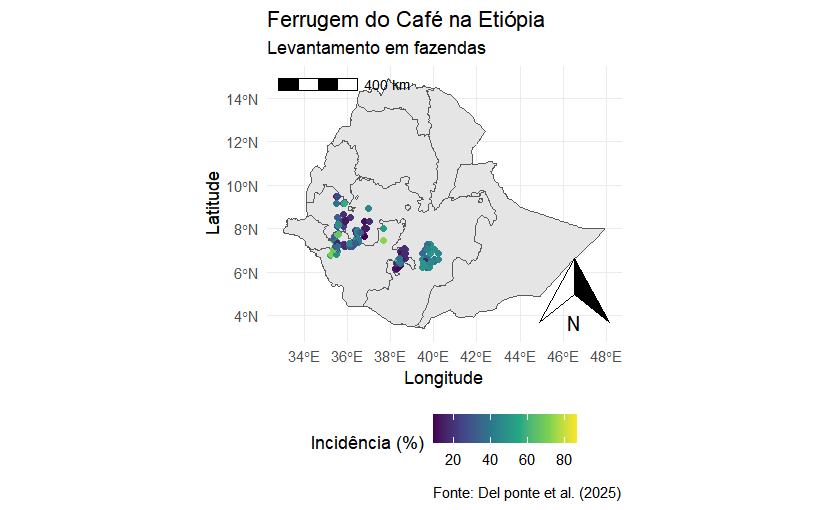 Ferrugem do Café na Etiópia
Levantamento em fazendas
400 km
14°N
12°N
10°N
8°N
6°N
4°N
Latitude
N
34°E 36°E 38°E 40°E 42°E 44°E 46°E 48°E
Longitude
Incidência (%)
20 40 60 80
Fonte: Del ponte et al. (2025)